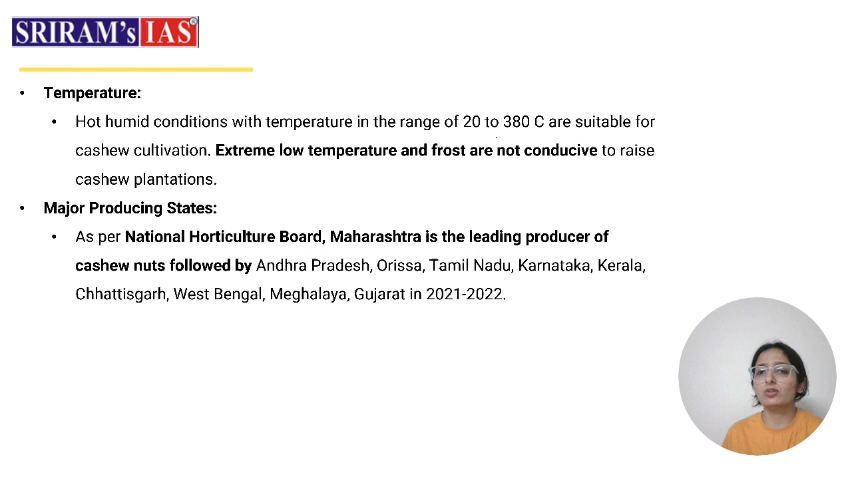 SRIRAM's IAS
• Temperature:
• Hot humid conditions with temperature in the range of 20 to 380 C are suitable for
cashew cultivation. Extreme low temperature and frost are not conducive to raise
cashew plantations.
• Major Producing States:
• As per National Horticulture Board, Maharashtra is the leading producer of
cashew nuts followed by Andhra Pradesh, Orissa, Tamil Nadu, Karnataka, Kerala,
Chhattisgarh, West Bengal, Meghalaya, Gujarat in 2021-2022.